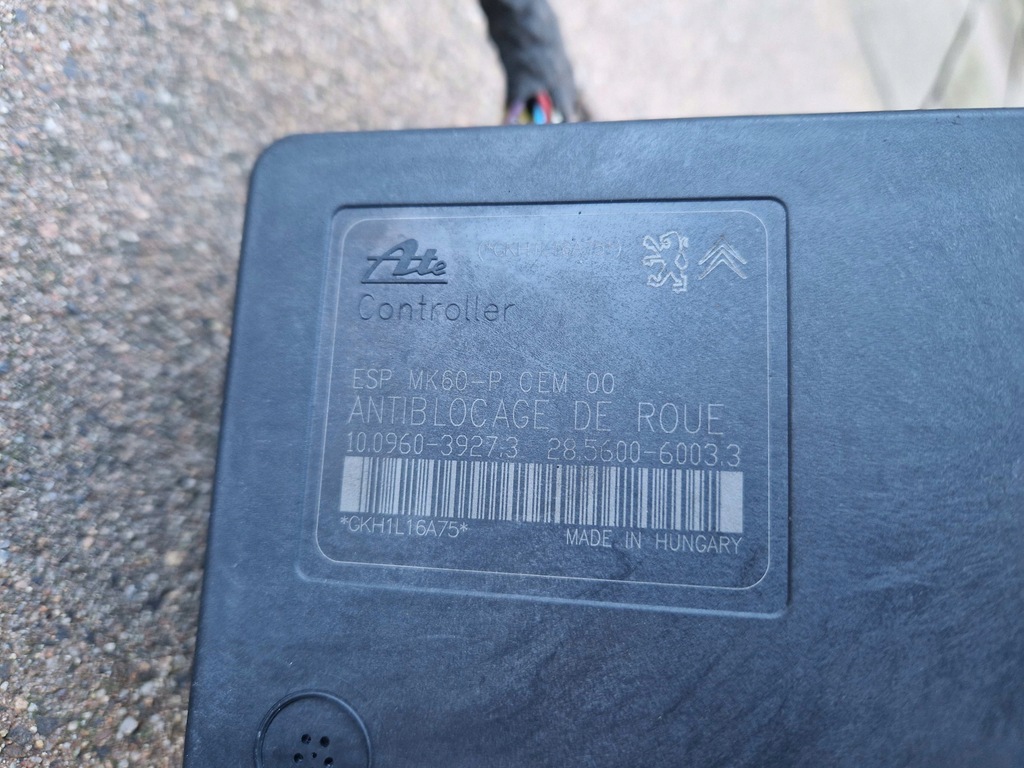 Ate
Controller
ESP MK60-P OEM 00
ANTIBLOCAGE DE ROUE
10.0960-3927.3 28.5600-6003.3
*GKH1L16A75*
MADE IN HUNGARY